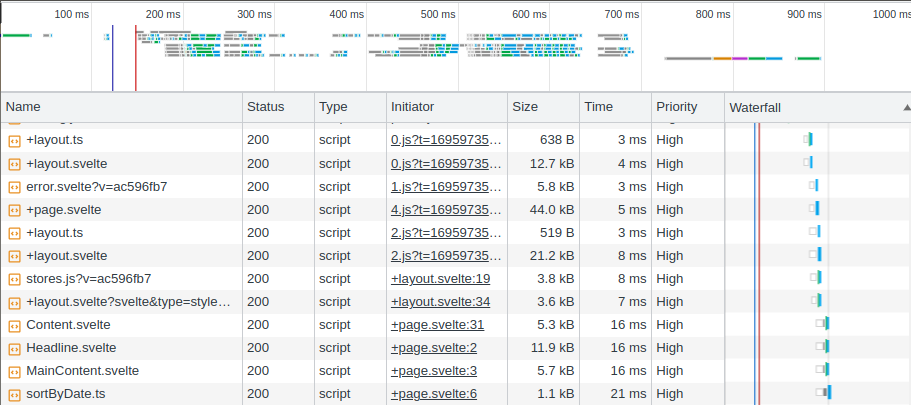 100 ms 200 ms 300 ms 400 ms 500 ms 600 ms 700 ms 800 ms 900 ms 1000 ms
Name Status Type Initiator Size Time Priority Waterfall
+layout.ts 200 script 0.js?t=16959735... 638 B 3 ms High
+layout.svelte 200 script 0.js?t=16959735... 12.7 kB 4 ms High
error.svelte?v=ac596fb7 200 script 1.js?t=16959735... 5.8 kB 3 ms High
+page.svelte 200 script 4.js?t=16959735... 44.0 kB 5 ms High
+layout.ts 200 script 2.js?t=16959735... 519 B 3 ms High
+layout.svelte 200 script 2.js?t=16959735... 21.2 kB 8 ms High
stores.js?v=ac596fb7 200 script +layout.svelte:19 3.8 kB 8 ms High
+layout.svelte?svelte&type=style... 200 script +layout.svelte:34 3.6 kB 7 ms High
Content.svelte 200 script +page.svelte:31 5.3 kB 16 ms High
Headline.svelte 200 script +page.svelte:2 11.9 kB 16 ms High
MainContent.svelte 200 script +page.svelte:3 5.7 kB 16 ms High
sortByDate.ts 200 script +page.svelte:6 1.1 kB 21 ms High